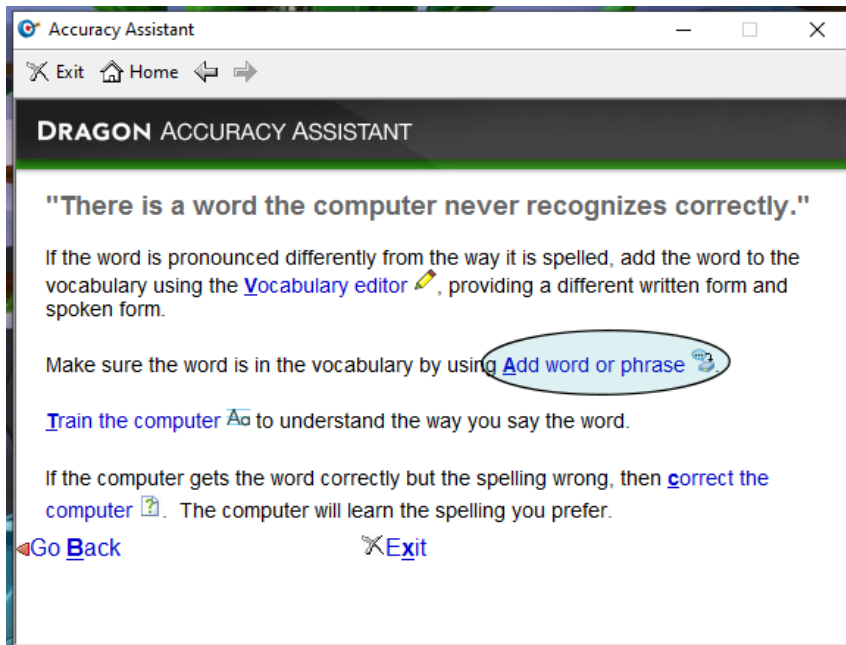 Accuracy Assistant
Exit Home
DRAGON ACCURACY ASSISTANT
"There is a word the computer never recognizes correctly."
If the word is pronounced differently from the way it is spelled, add the word to the
vocabulary using the Vocabulary editor , providing a different written form and
spoken form.
Make sure the word is in the vocabulary by using Add word or phrase .
Train the computer Aa to understand the way you say the word.
If the computer gets the word correctly but the spelling wrong, then correct the
computer ? . The computer will learn the spelling you prefer.
Go Back Exit